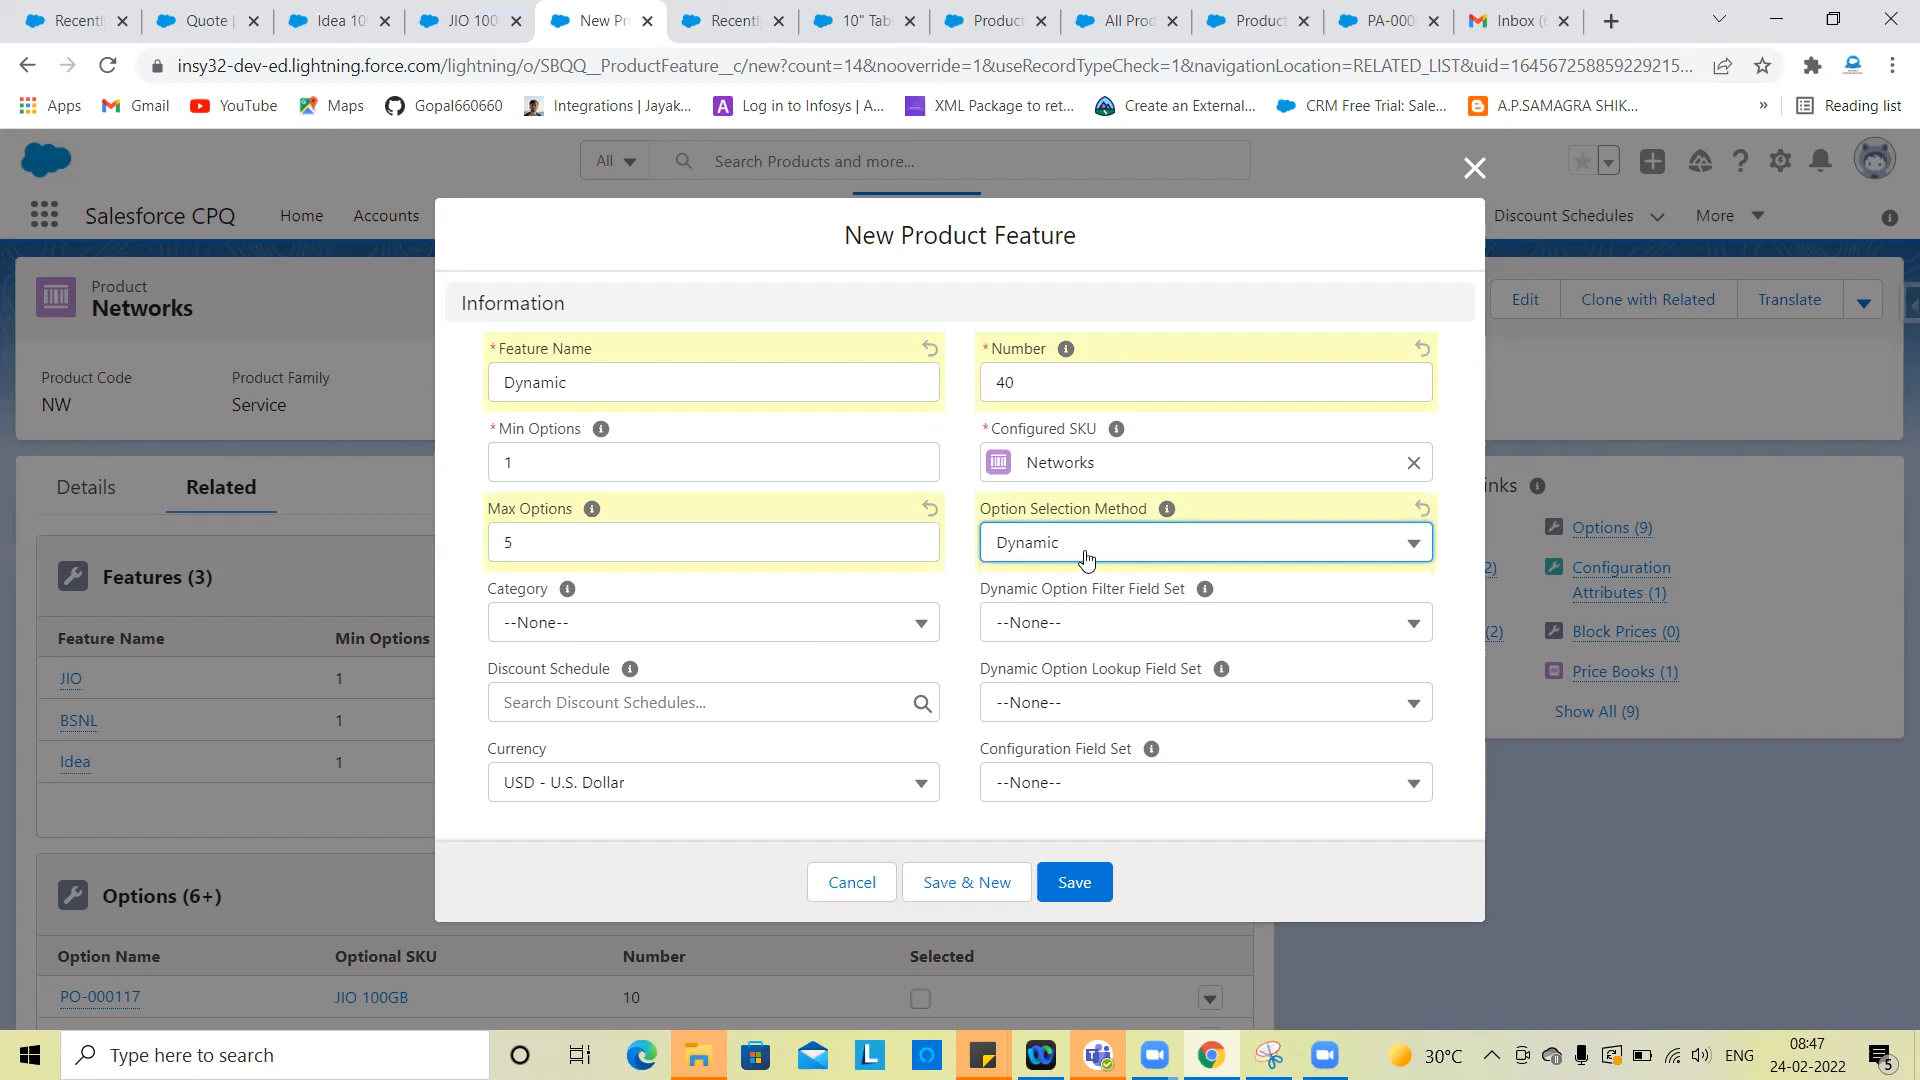 Recently
Quote |
Idea 10
JIO 100
New Pr
Recently
10" Tab
Product
All Prod
Product
PA-000
Inbox (
insy32-dev-ed.lightning.force.com/lightning/o/SBQQ__ProductFeature__c/new?count=14&nooverride=1&useRecordTypeCheck=1&navigationLocation=RELATED_LIST&uid=164567258859229215...
Apps
Gmail
YouTube
Maps
Gopal660060
Integrations | Jayak...
Log in to Infosys | A...
XML Package to ret...
Create an External...
CRM Free Trial: Sale...
A.P.SAMAGRA SHIK...
»
Reading list
All
Search Products and more...
Salesforce CPQ
Home
Accounts
Discount Schedules
More
Product
Networks
Edit
Clone with Related
Translate
Product Code
NW
Product Family
Service
Details
Related
Features (3)
Feature Name
Min Options
JIO
1
BSNL
1
Idea
1
Options (6+)
Option Name
Optional SKU
Number
Selected
PO-000117
JIO 100GB
10
New Product Feature
Information
*Feature Name
Dynamic
*Number
40
*Min Options
1
*Configured SKU
Networks
Max Options
5
Option Selection Method
Dynamic
Category
--None--
Dynamic Option Filter Field Set
--None--
Discount Schedule
Search Discount Schedules...
Dynamic Option Lookup Field Set
--None--
Currency
USD - U.S. Dollar
Configuration Field Set
--None--
Cancel
Save & New
Save
inks
Options (9)
2)
Configuration
Attributes (1)
(2)
Block Prices (0)
Price Books (1)
Show All (9)
Type here to search
30°C
ENG
08:47
24-02-2022
5